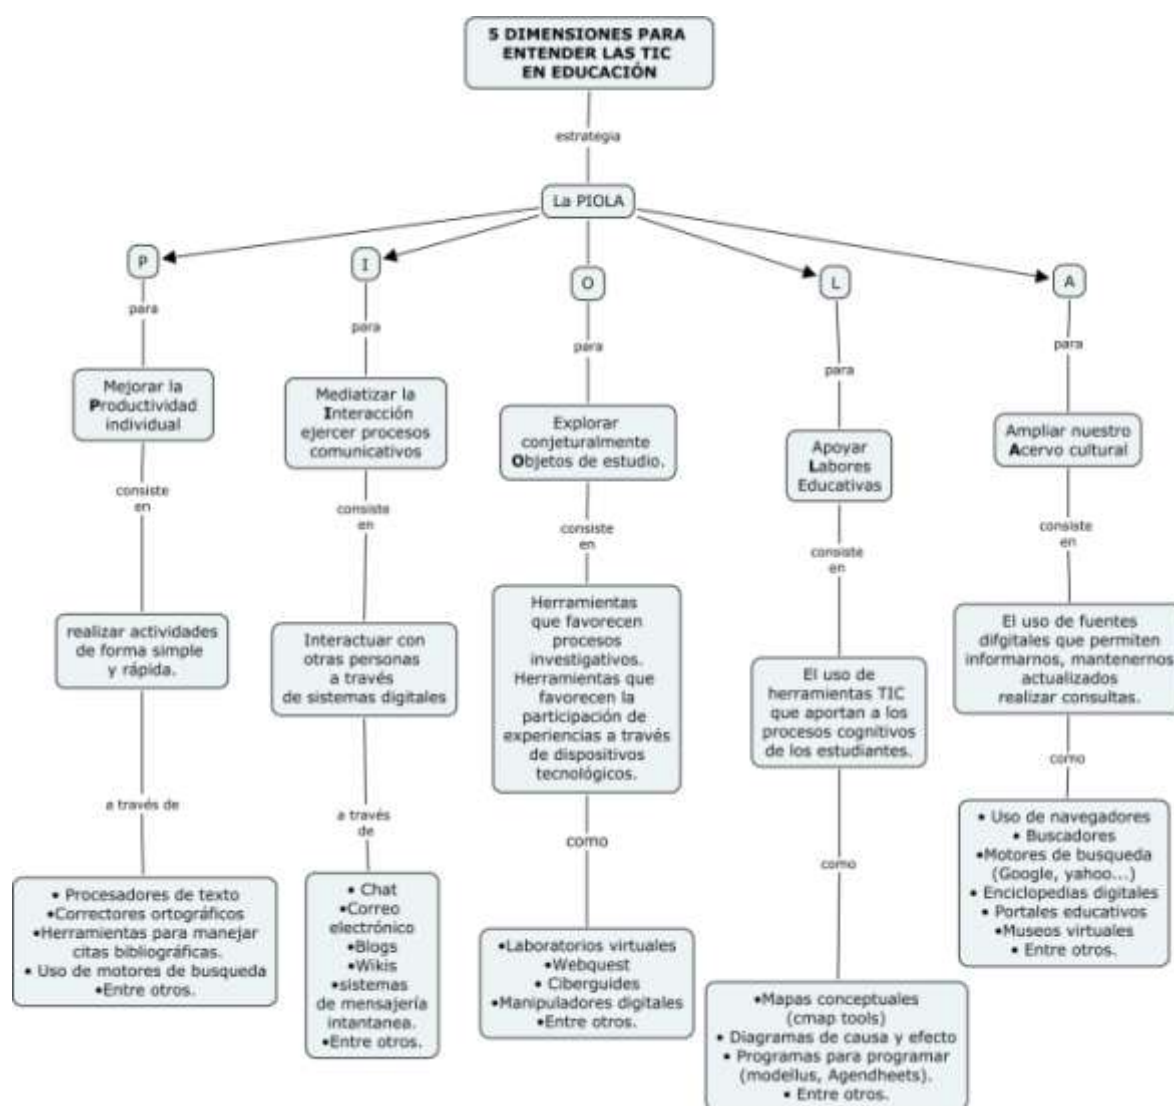 5 DIMENSIONES PARA
ENTENDER LAS TIC
EN EDUCACIÓN
estrategia
La PIOLA
P
para
Mejorar la
Productividad
individual
consiste
en
realizar actividades
de forma simple
y rápida.
a través de
• Procesadores de texto
•Correctores ortográficos
•Herramientas para manejar
citas bibliográficas.
• Uso de motores de busqueda
•Entre otros.
I
para
Mediatizar la
Interacción
ejercer procesos
comunicativos
consiste
en
Interactuar con
otras personas
a través
de sistemas digitales
a través
de
• Chat
•Correo
electrónico
•Blogs
•Wikis
•sistemas
de mensajería
intantanea.
•Entre otros.
O
para
Explorar
conjeturalmente
Objetos de estudio.
consiste
en
Herramientas
que favorecen
procesos
investigativos.
Herramientas que
favorecen la
participación de
experiencias a través
de dispositivos
tecnológicos.
como
•Laboratorios virtuales
•Webquest
• Ciberguides
•Manipuladores digitales
•Entre otros.
L
para
Apoyar
Labores
Educativas
consiste
en
El uso de
herramientas TIC
que aportan a los
procesos cognitivos
de los estudiantes.
como
•Mapas conceptuales
(cmap tools)
• Diagramas de causa y efecto
• Programas para programar
(modellus, Agendheets).
• Entre otros.
A
para
Ampliar nuestro
Acervo cultural
consiste
en
El uso de fuentes
difgitales que permiten
informarnos, mantenernos
actualizados
realizar consultas.
como
• Uso de navegadores
• Buscadores
•Motores de busqueda
(Google, yahoo...)
• Enciclopedias digitales
• Portales educativos
•Museos virtuales
• Entre otros.